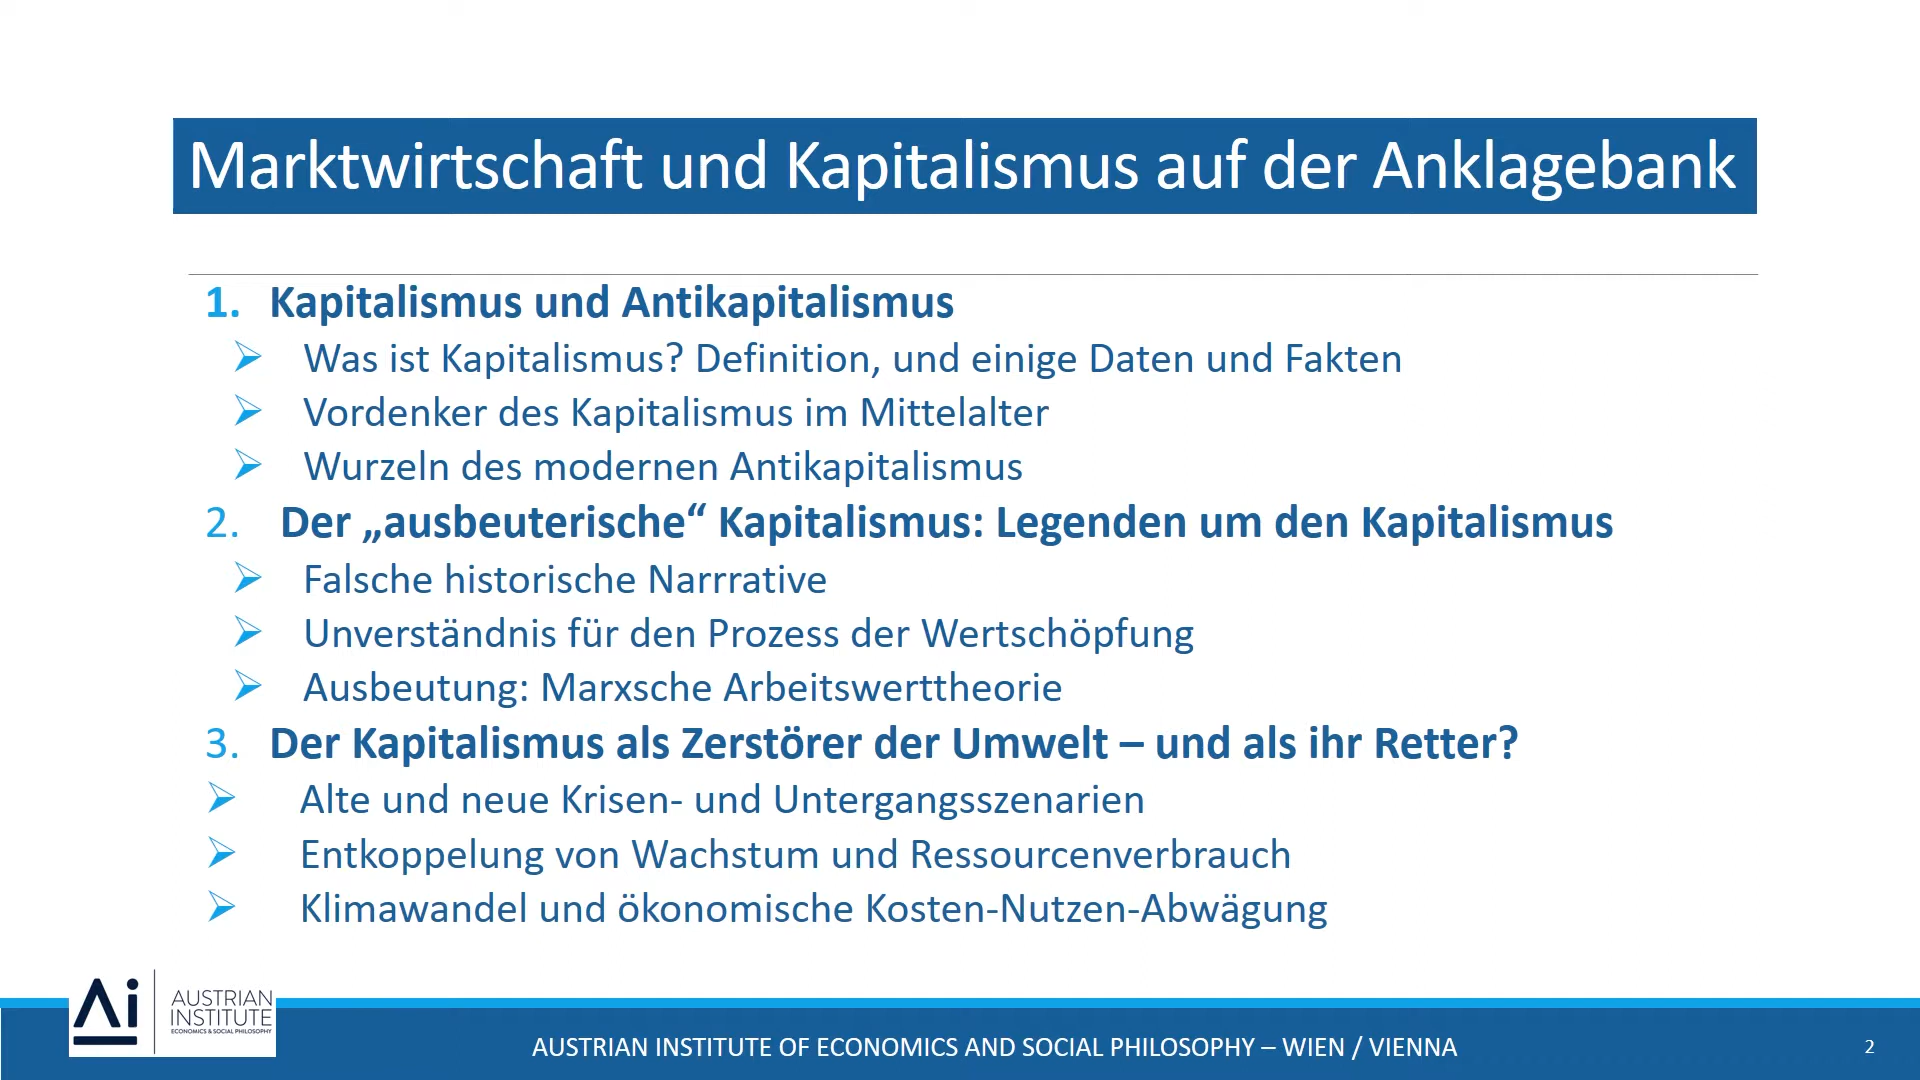 Marktwirtschaft und Kapitalismus auf der Anklagebank
1. Kapitalismus und Antikapitalismus
Was ist Kapitalismus? Definition, und einige Daten und Fakten
Vordenker des Kapitalismus im Mittelalter
Wurzeln des modernen Antikapitalismus
2. Der „ausbeuterische“ Kapitalismus: Legenden um den Kapitalismus
Falsche historische Narrrative
Unverständnis für den Prozess der Wertschöpfung
Ausbeutung: Marxsche Arbeitswerttheorie
3. Der Kapitalismus als Zerstörer der Umwelt – und als ihr Retter?
Alte und neue Krisen- und Untergangsszenarien
Entkoppelung von Wachstum und Ressourcenverbrauch
Klimawandel und ökonomische Kosten-Nutzen-Abwägung
Ai
AUSTRIAN
INSTITUTE
ECONOMICS & SOCIAL PHILOSOPHY
AUSTRIAN INSTITUTE OF ECONOMICS AND SOCIAL PHILOSOPHY – WIEN / VIENNA
2